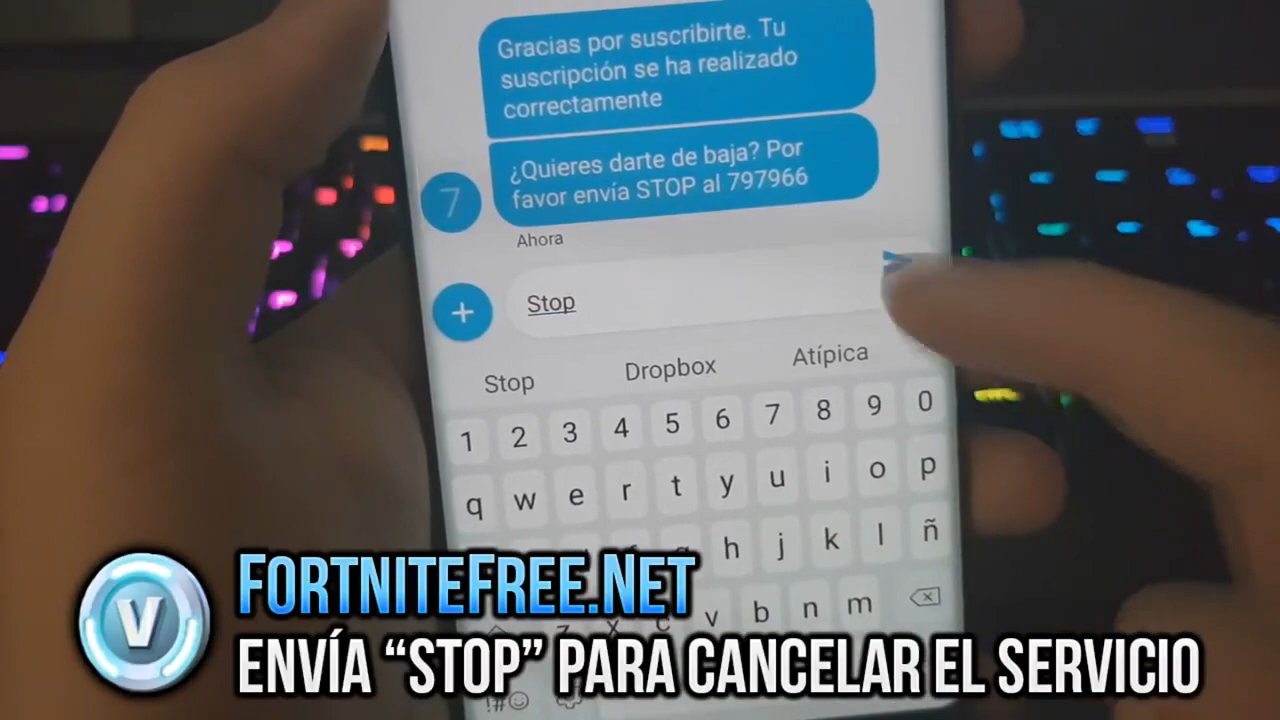 Gracias por suscribirte. Tu
suscripción se ha realizado
correctamente
¿Quieres darte de baja? Por
favor envía STOP al 797966
7
Ahora
+
Stop
Stop Dropbox Atípica
1 2 3 4 5 6 7 8 9 0
q w e r t y u i o p
h j k l ñ
z x c v b n m
!#☺
V
FORTNITEFREE.NET
ENVÍA “STOP” PARA CANCELAR EL SERVICIO